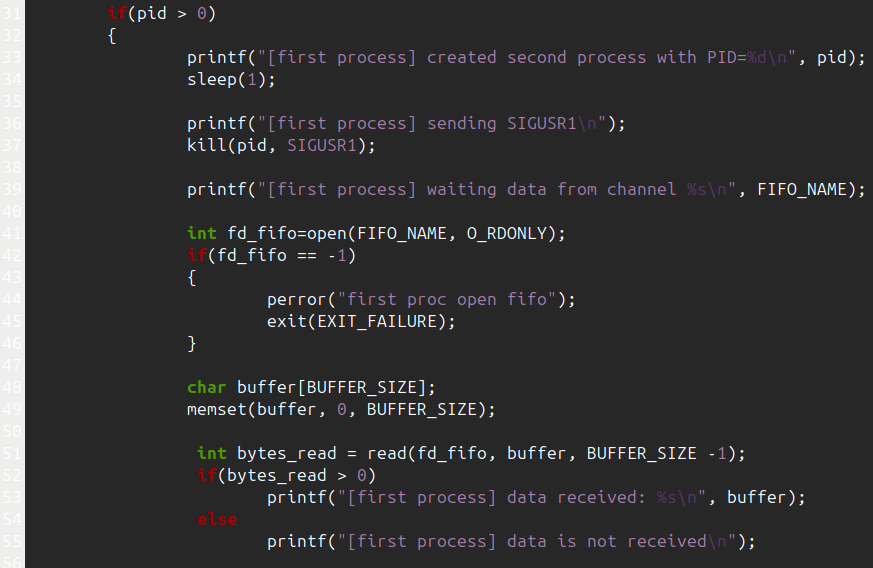 31 if(pid > 0)
32 {
33 printf("[first process] created second process with PID=%d\n", pid);
34 sleep(1);
35
36 printf("[first process] sending SIGUSR1\n");
37 kill(pid, SIGUSR1);
38
39 printf("[first process] waiting data from channel %s\n", FIFO_NAME);
40
41 int fd_fifo=open(FIFO_NAME, O_RDONLY);
42 if(fd_fifo == -1)
43 {
44 perror("first proc open fifo");
45 exit(EXIT_FAILURE);
46 }
47
48 char buffer[BUFFER_SIZE];
49 memset(buffer, 0, BUFFER_SIZE);
50
51 int bytes_read = read(fd_fifo, buffer, BUFFER_SIZE -1);
52 if(bytes_read > 0)
53 printf("[first process] data received: %s\n", buffer);
54 else
55 printf("[first process] data is not received\n");
56